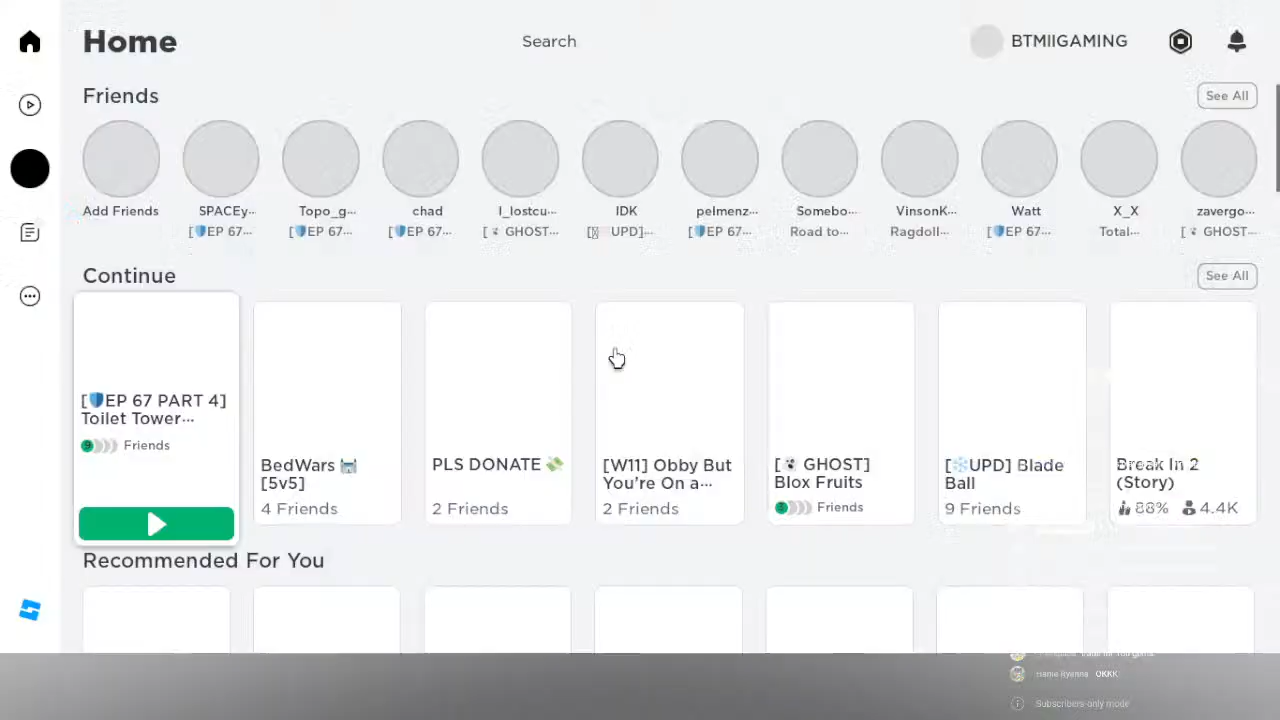 Home
Search
BTMIIGAMING
Friends
See All
Add Friends
SPACEy...
Topo_g...
chad
I_lostcu...
IDK
pelmenz...
Somebo...
VinsonK...
Watt
X_X
zavergo...
[🛡️EP 67...
[🛡️EP 67...
[🛡️EP 67...
GHOST...
UPD]...
[🛡️EP 67...
Road to...
Ragdoll...
[🛡️EP 67...
Total...
GHOST...
Continue
See All
[🛡️EP 67 PART 4]
Toilet Tower...
9 Friends
BedWars
[5v5]
4 Friends
PLS DONATE 💸
2 Friends
[W11] Obby But
You're On a...
2 Friends
GHOST]
Blox Fruits
Friends
[❄️UPD] Blade
Ball
9 Friends
Break In 2
(Story)
88% 4.4K
Recommended For You
OKKK
Subscribers-only mode